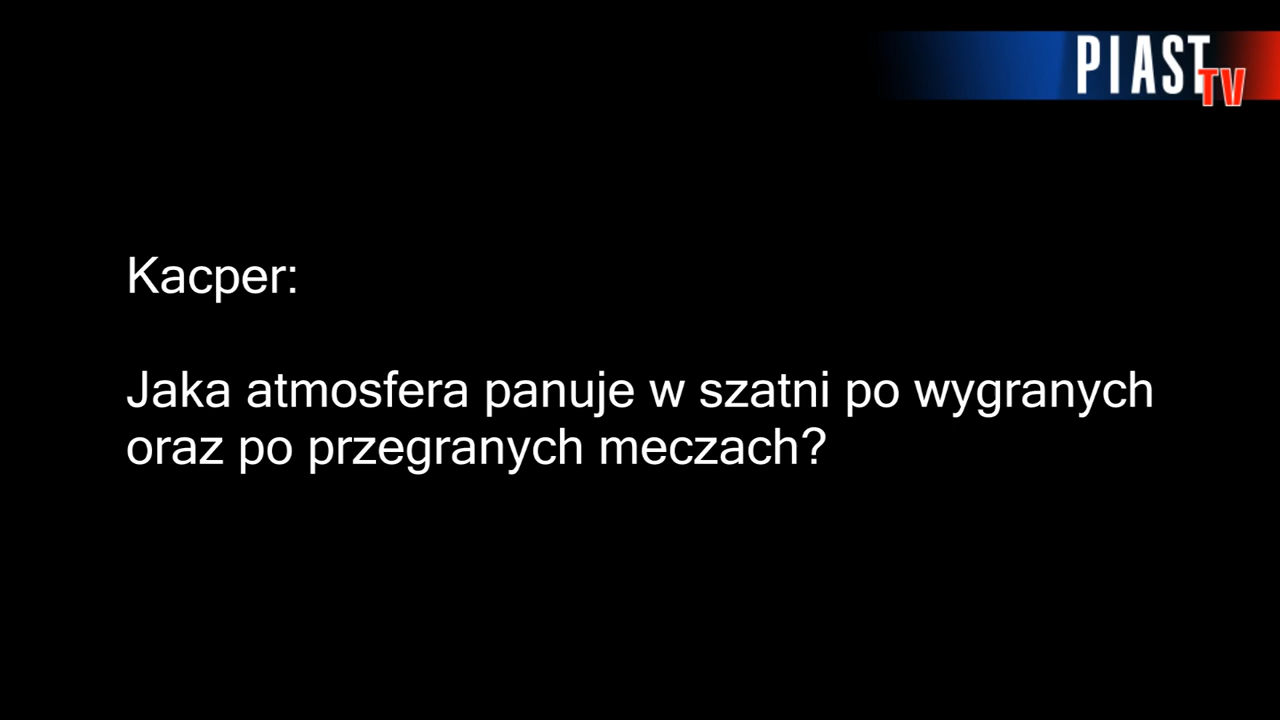 PIAST
TV
Kacper:
Jaka atmosfera panuje w szatni po wygranych
oraz po przegranych meczach?